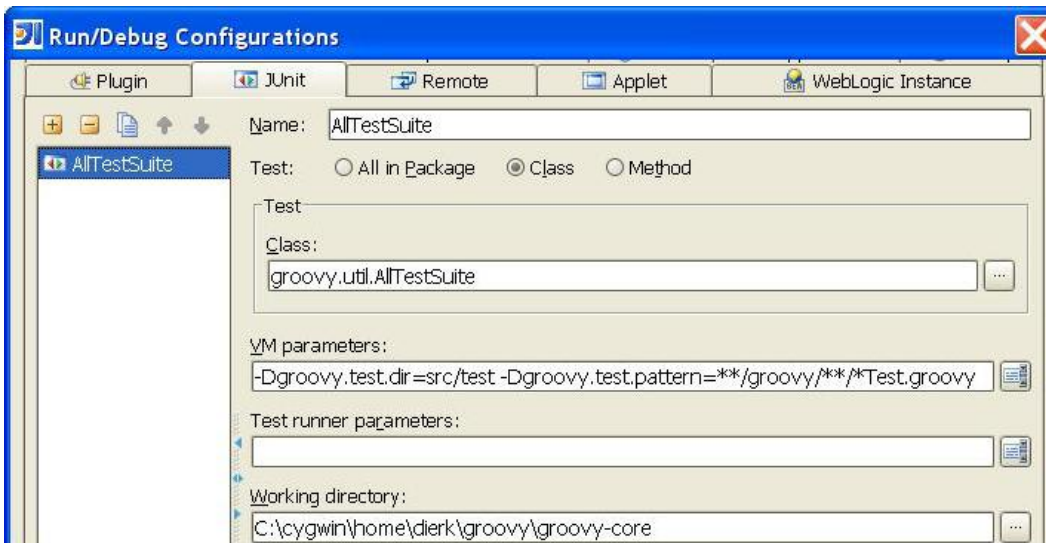 Run/Debug Configurations
Plugin JUnit Remote Applet WebLogic Instance
Name: AllTestSuite
AllTestSuite
Test: All in Package Class Method
Test
Class:
groovy.util.AllTestSuite
VM parameters:
-Dgroovy.test.dir=src/test -Dgroovy.test.pattern=**/groovy/**/*Test.groovy
Test runner parameters:
Working directory:
C:\cygwin\home\dierk\groovy\groovy-core